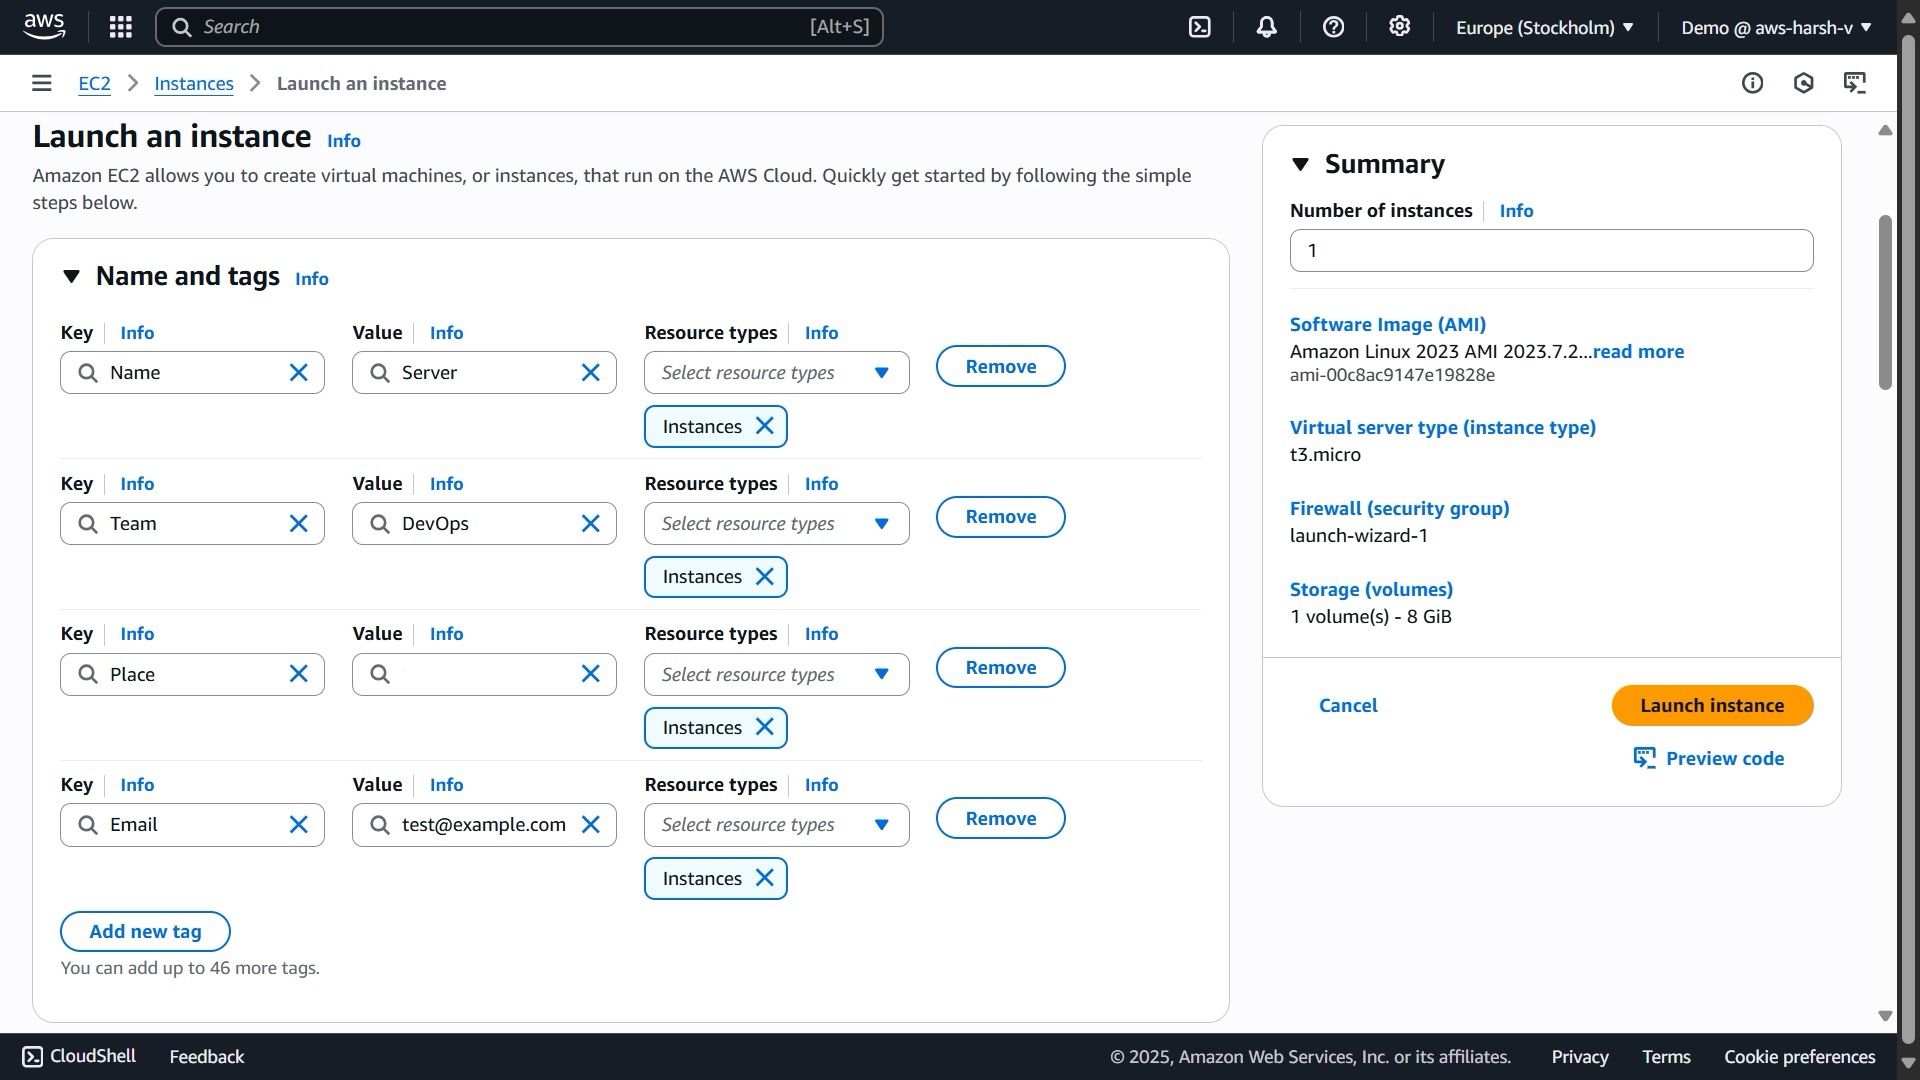 aws
Search [Alt+S]
Europe (Stockholm)
Demo @ aws-harsh-v
EC2 > Instances > Launch an instance
Launch an instance Info
Amazon EC2 allows you to create virtual machines, or instances, that run on the AWS Cloud. Quickly get started by following the simple
steps below.
Name and tags Info
Key Info Value Info Resource types Info
Name Server Select resource types Remove
Instances
Key Info Value Info Resource types Info
Team DevOps Select resource types Remove
Instances
Key Info Value Info Resource types Info
Place Select resource types Remove
Instances
Key Info Value Info Resource types Info
Email test@example.com Select resource types Remove
Instances
Add new tag
You can add up to 46 more tags.
Summary
Number of instances Info
1
Software Image (AMI)
Amazon Linux 2023 AMI 2023.7.2...read more
ami-00c8ac9147e19828e
Virtual server type (instance type)
t3.micro
Firewall (security group)
launch-wizard-1
Storage (volumes)
1 volume(s) - 8 GiB
Cancel Launch instance
Preview code
CloudShell Feedback © 2025, Amazon Web Services, Inc. or its affiliates. Privacy Terms Cookie preferences